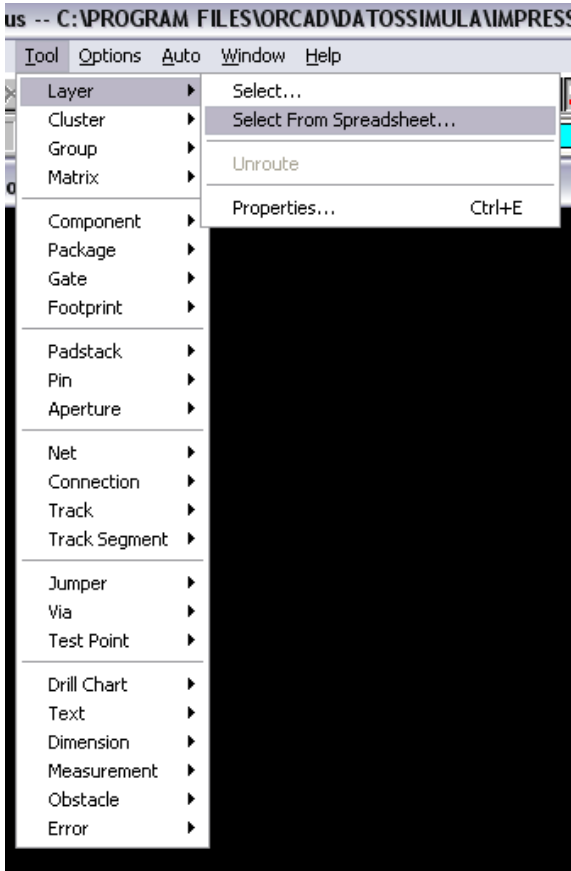 us -- C:\PROGRAM FILES\ORCAD\DATOSSIMULA\IMPRESS
Tool Options Auto Window Help
Layer
Cluster
Group
Matrix
Component
Package
Gate
Footprint
Padstack
Pin
Aperture
Net
Connection
Track
Track Segment
Jumper
Via
Test Point
Drill Chart
Text
Dimension
Measurement
Obstacle
Error
Select...
Select From Spreadsheet...
Unroute
Properties... Ctrl+E